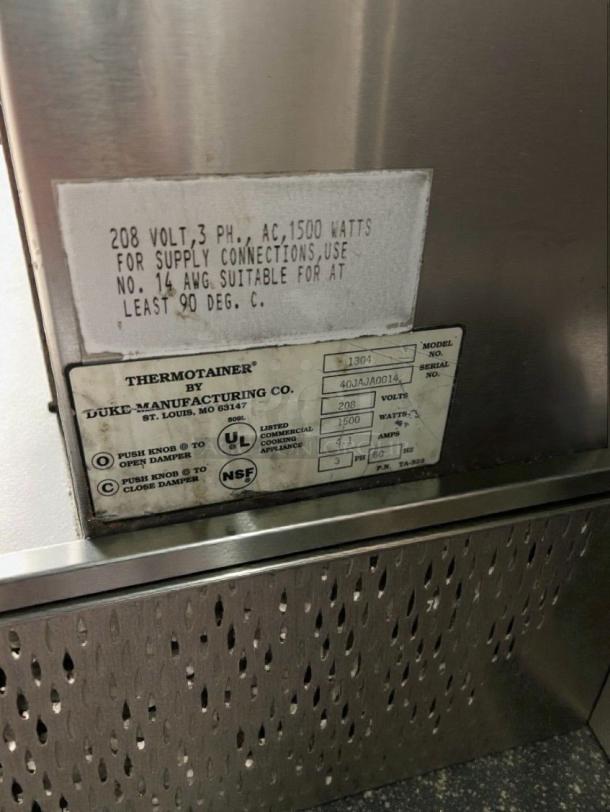 208 VOLT,3 PH., AC,1500 WATTS
FOR SUPPLY CONNECTIONS,USE
NO. 14 AWG SUITABLE FOR AT
LEAST 90 DEG. C.
THERMOTAINER®
BY
DUKE MANUFACTURING CO.
ST. LOUIS, MO 63147
O PUSH KNOB @ TO
OPEN DAMPER
C PUSH KNOB @ TO
CLOSE DAMPER
UL
LISTED
COMMERCIAL
COOKING
APPLIANCE
NSF
1304 MODEL NO.
40JAJA0014 SERIAL NO.
208 VOLTS
1500 WATTS
AMPS
3 PH 60 HZ
P.N.